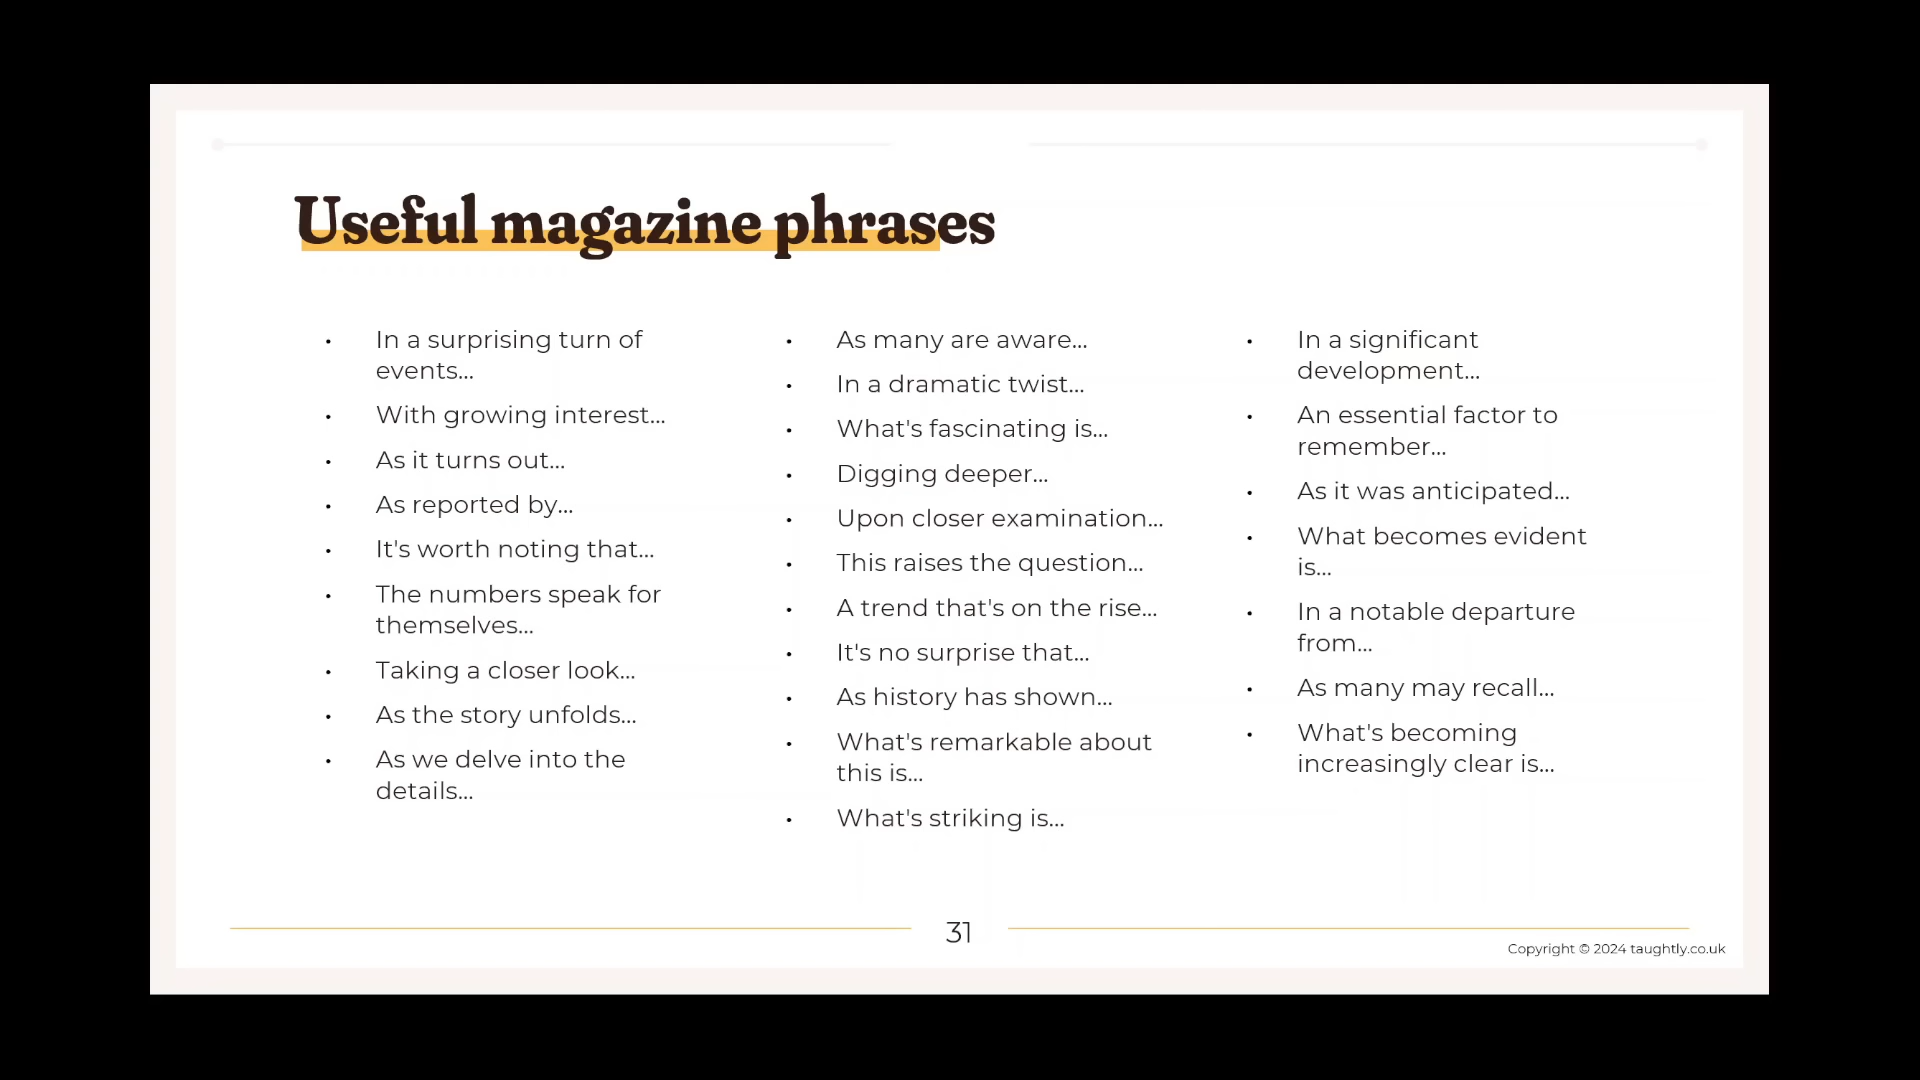 Useful magazine phrases
• In a surprising turn of
events...
• With growing interest...
• As it turns out...
• As reported by...
• It's worth noting that...
• The numbers speak for
themselves...
• Taking a closer look...
• As the story unfolds...
• As we delve into the
details...
• As many are aware...
• In a dramatic twist...
• What's fascinating is...
• Digging deeper...
• Upon closer examination...
• This raises the question...
• A trend that's on the rise...
• It's no surprise that...
• As history has shown...
• What's remarkable about
this is...
• What's striking is...
• In a significant
development...
• An essential factor to
remember...
• As it was anticipated...
• What becomes evident
is...
• In a notable departure
from...
• As many may recall...
• What's becoming
increasingly clear is...
31
Copyright © 2024 taughtly.co.uk